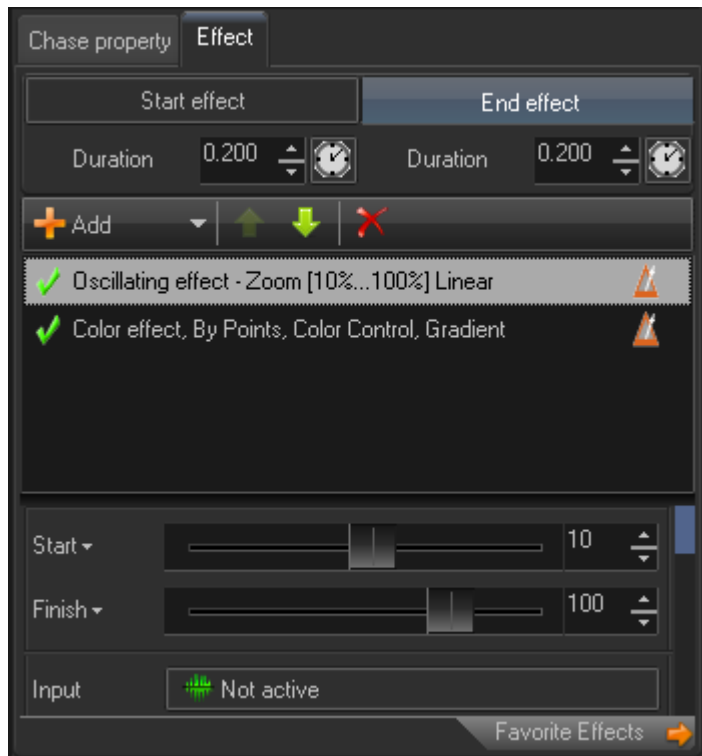 Chase property Effect
Start effect End effect
Duration 0.200 Duration 0.200
Add
Oscillating effect - Zoom [10%...100%] Linear
Color effect, By Points, Color Control, Gradient
Start 10
Finish 100
Input Not active
Favorite Effects